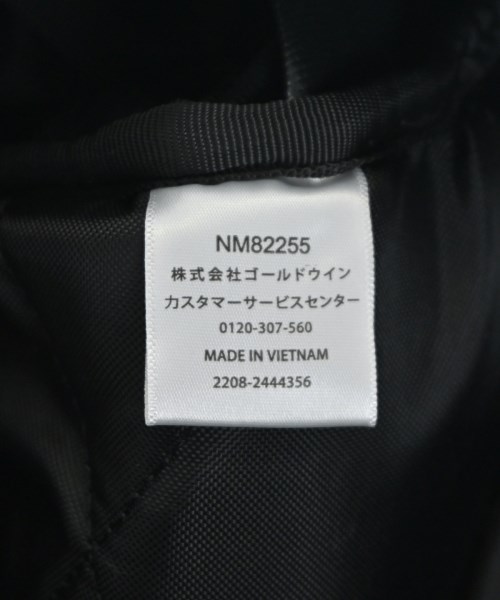 NM82255
株式会社ゴールドウイン
カスタマーサービスセンター
0120-307-560
MADE IN VIETNAM
2208-2444356